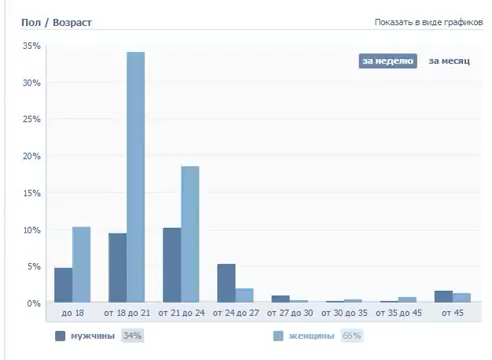 Пол / Возраст Показать в виде графиков
35%
за неделю за месяц
30%
25%
20%
15%
10%
5%
0%
до 18 от 18 до 21 от 21 до 24 от 24 до 27 от 27 до 30 от 30 до 35 от 35 до 45 от 45
мужчины 34% женщины 66%